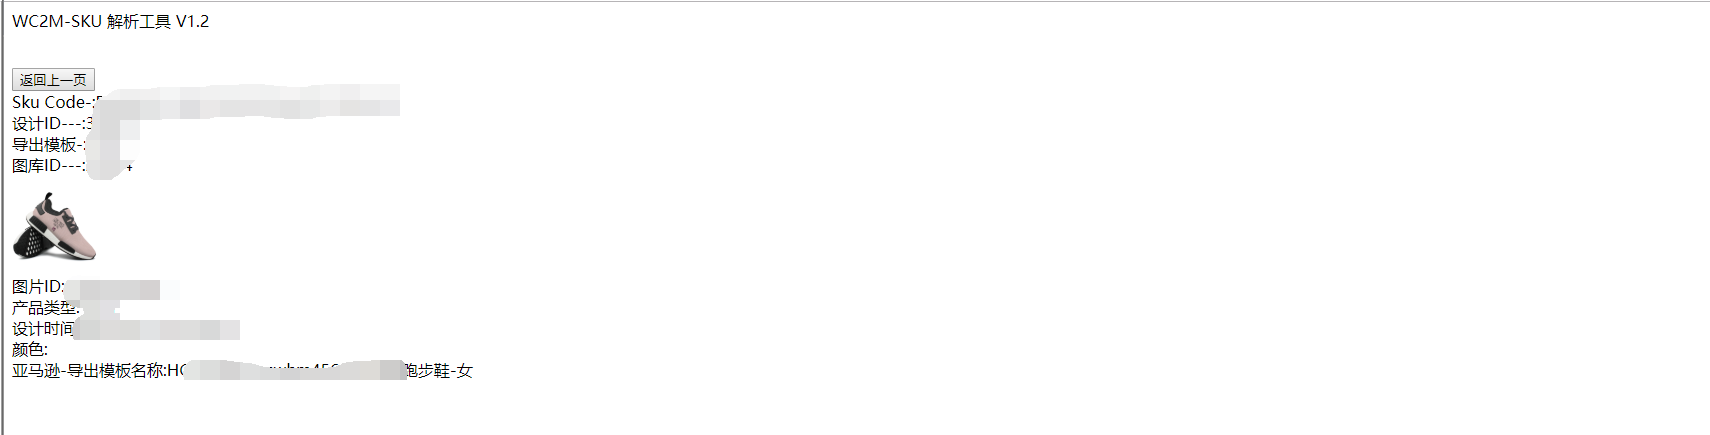 WC2M-SKU 解析工具 V1.2
返回上一页
Sku Code-:
设计ID---:3
导出模板-:
图库ID---:
图片ID:
产品类型:
设计时间
颜色:
亚马逊-导出模板名称:HC 跑步鞋-女